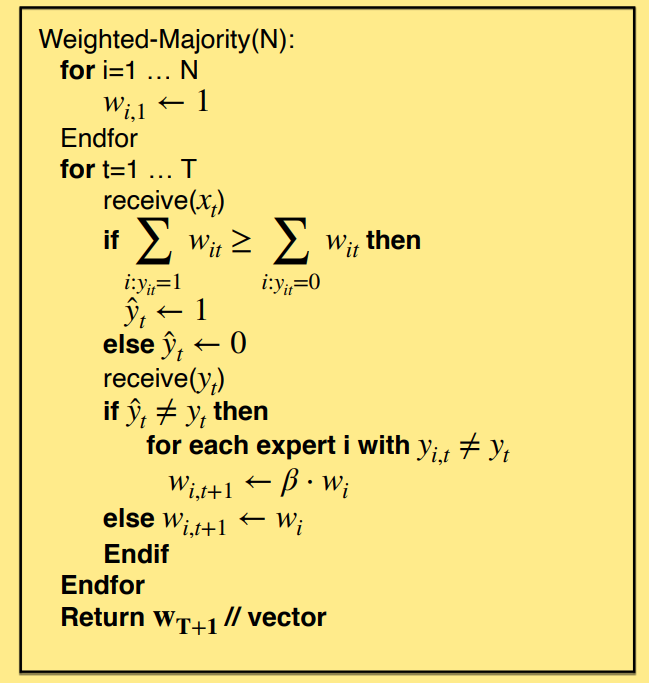 Weighted-Majority(N):
for i=1 … N
w_{i,1} ← 1
Endfor
for t=1 … T
receive(x_t)
if ∑_{i:y_{it}=1} w_{it} ≥ ∑_{i:y_{it}=0} w_{it} then
ŷ_t ← 1
else ŷ_t ← 0
receive(y_t)
if ŷ_t ≠ y_t then
for each expert i with y_{i,t} ≠ y_t
w_{i,t+1} ← β · w_i
else w_{i,t+1} ← w_i
Endif
Endfor
Return w_{T+1} // vector